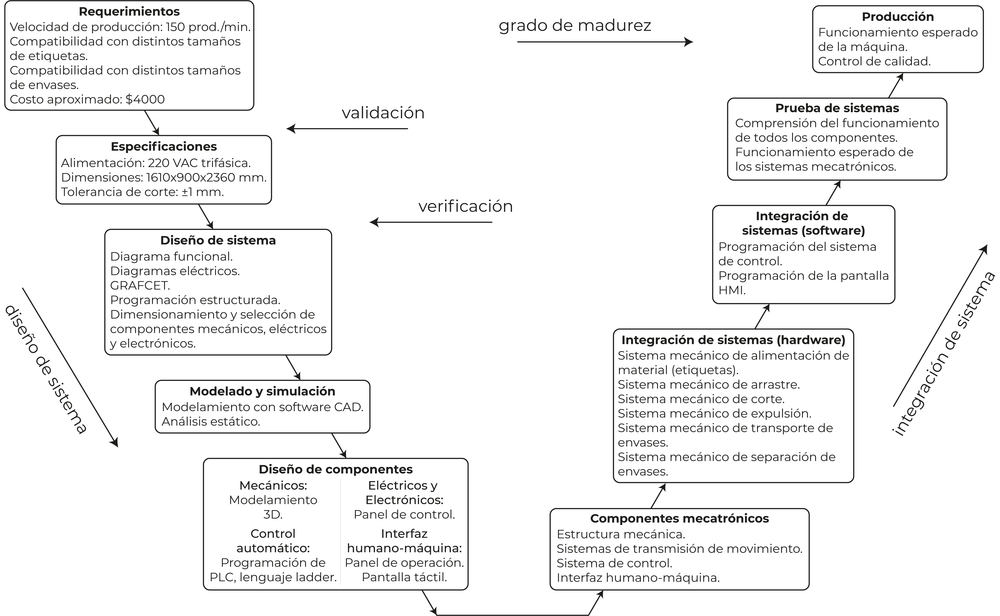 Requerimientos
Velocidad de producción: 150 prod./min.
Compatibilidad con distintos tamaños
de etiquetas.
Compatibilidad con distintos tamaños
de envases.
Costo aproximado: $4000
Especificaciones
Alimentación: 220 VAC trifásica.
Dimensiones: 1610x900x2360 mm.
Tolerancia de corte: ±1 mm.
Diseño de sistema
Diagrama funcional.
Diagramas eléctricos.
GRAFCET.
Programación estructurada.
Dimensionamiento y selección de
componentes mecánicos, eléctricos
y electrónicos.
Modelado y simulación
Modelamiento con software CAD.
Análisis estático.
Diseño de componentes
Mecánicos:
Modelamiento
3D.
Eléctricos y
Electrónicos:
Panel de control.
Control
automático:
Programación de
PLC, lenguaje ladder.
Interfaz
humano-máquina:
Panel de operación.
Pantalla táctil.
diseño de sistema
grado de madurez
validación
verificación
Componentes mecatrónicos
Estructura mecánica.
Sistemas de transmisión de movimiento.
Sistema de control.
Interfaz humano-máquina.
Integración de sistemas (hardware)
Sistema mecánico de alimentación de
material (etiquetas).
Sistema mecánico de arrastre.
Sistema mecánico de corte.
Sistema mecánico de expulsión.
Sistema mecánico de transporte de
envases.
Sistema mecánico de separación de
envases.
Integración de
sistemas (software)
Programación del sistema
de control.
Programación de la pantalla
HMI.
Prueba de sistemas
Comprensión del funcionamiento
de todos los componentes.
Funcionamiento esperado de
los sistemas mecatrónicos.
Producción
Funcionamiento esperado
de la máquina.
Control de calidad.
integración de sistema